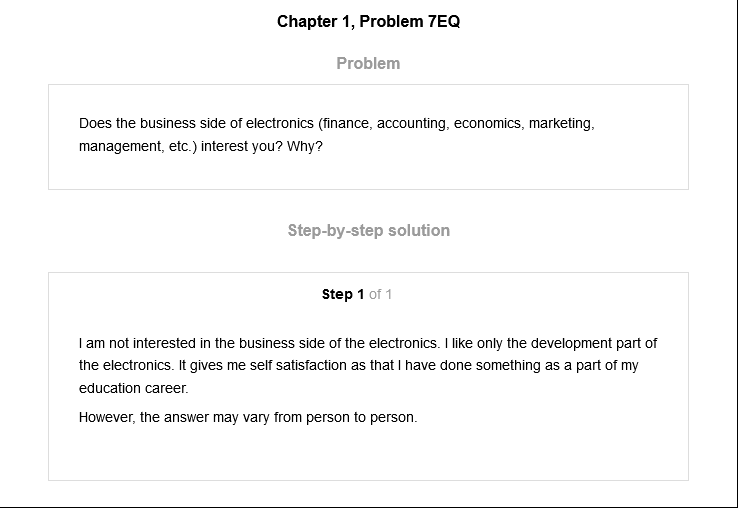 Chapter 1, Problem 7EQ
Problem
Does the business side of electronics (finance, accounting, economics, marketing,
management, etc.) interest you? Why?
Step-by-step solution
Step 1 of 1
I am not interested in the business side of the electronics. I like only the development part of
the electronics. It gives me self satisfaction as that I have done something as a part of my
education career.
However, the answer may vary from person to person.